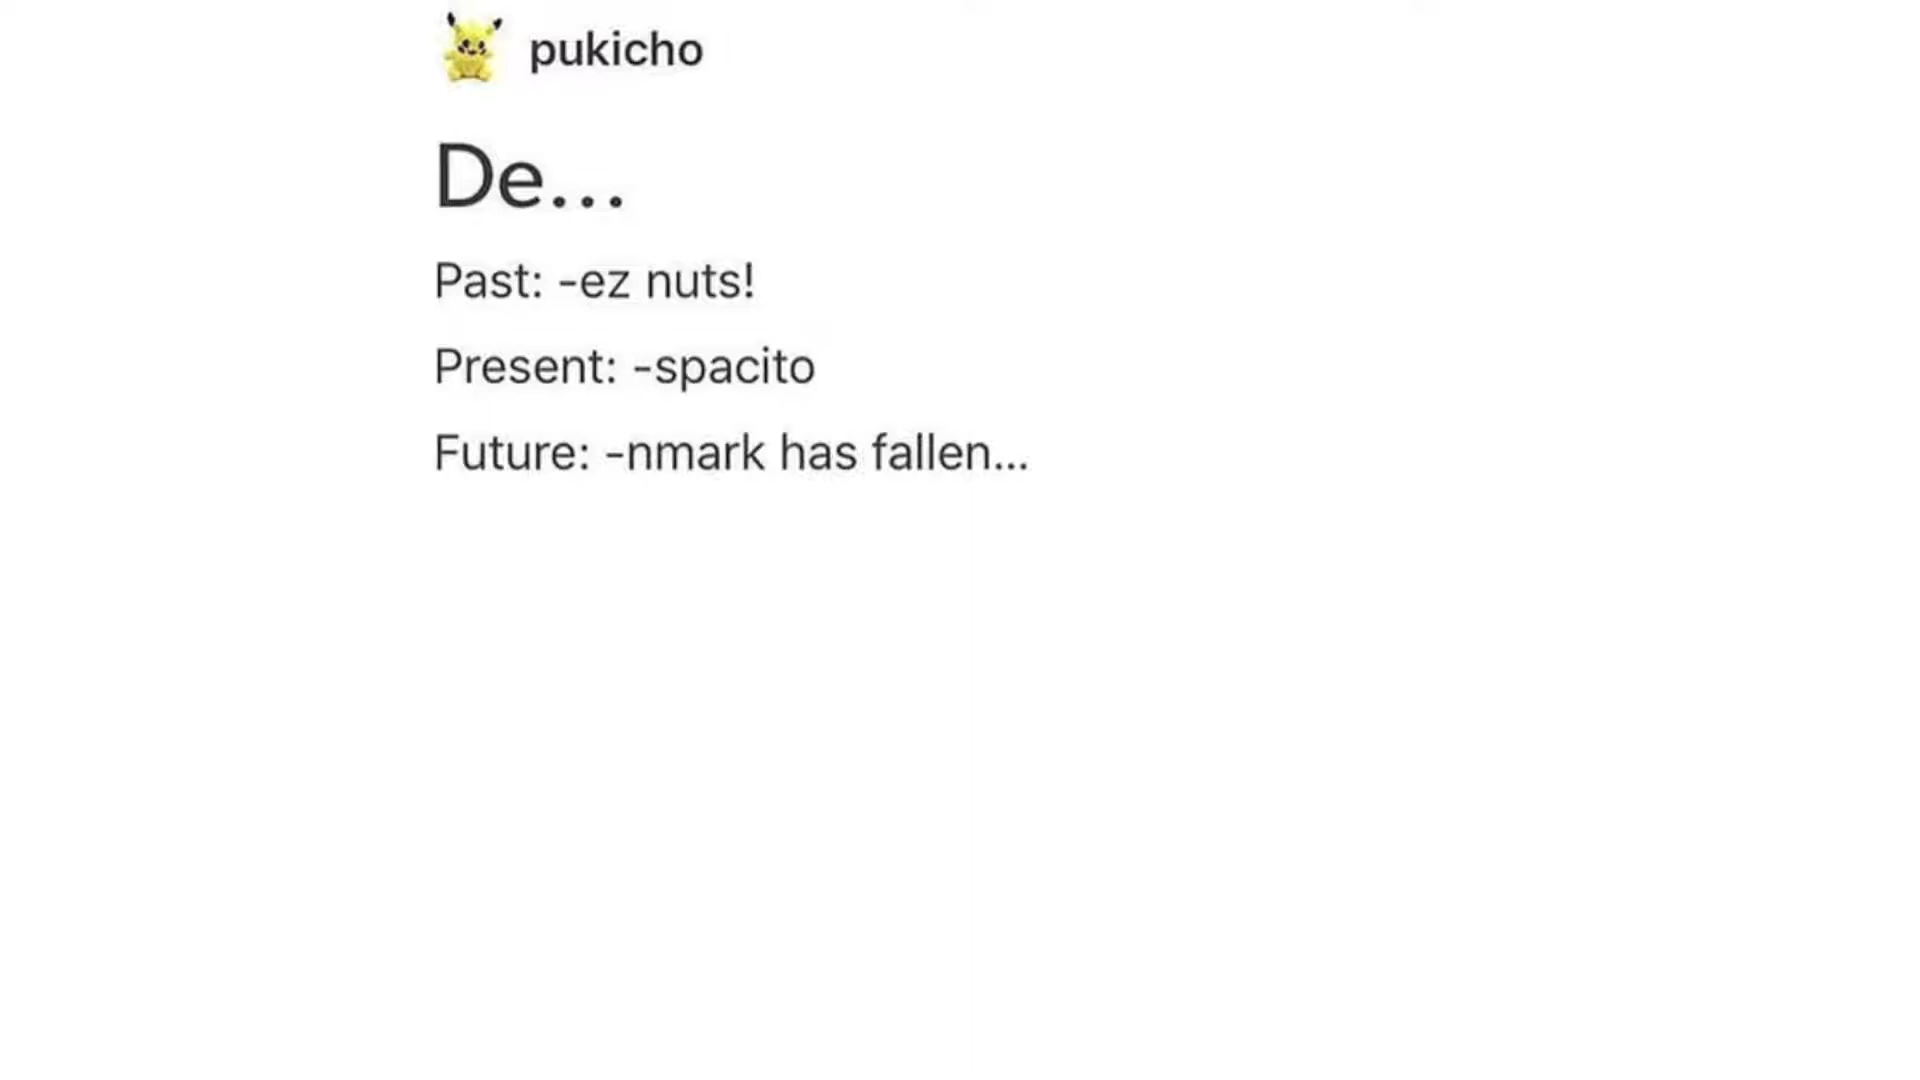 pukicho
De...
Past: -ez nuts!
Present: -spacito
Future: -nmark has fallen...